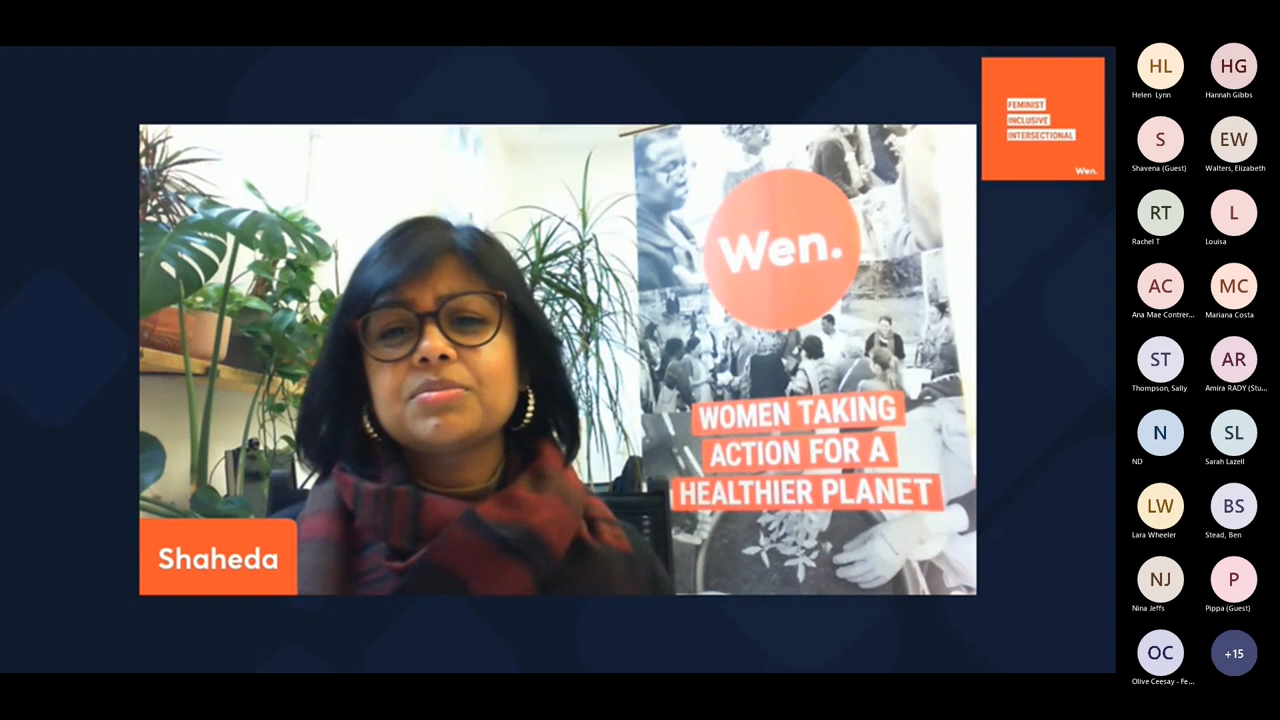 FEMINIST
INCLUSIVE
INTERSECTIONAL
Wen.
Wen.
WOMEN TAKING
ACTION FOR A
HEALTHIER PLANET
Shaheda
HL
Helen Lynn
HG
Hannah Gibbs
S
Shavena (Guest)
EW
Walters, Elizabeth
RT
Rachel T
L
Louisa
AC
Ana Mae Contrer...
MC
Mariana Costa
ST
Thompson, Sally
AR
Amira RADY (Stu...
N
ND
SL
Sarah Lazell
LW
Lara Wheeler
BS
Stead, Ben
NJ
Nina Jeffs
P
Pippa (Guest)
OC
Olive Ceesay - Fe...
+15